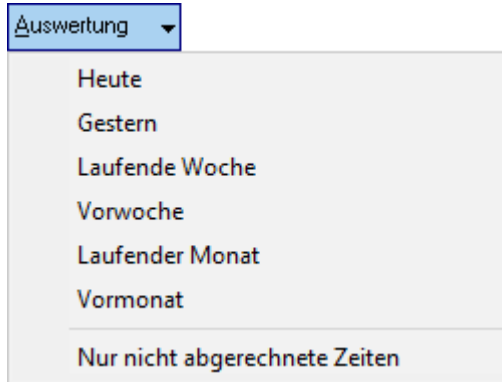 Auswertung
Heute
Gestern
Laufende Woche
Vorwoche
Laufender Monat
Vormonat
Nur nicht abgerechnete Zeiten